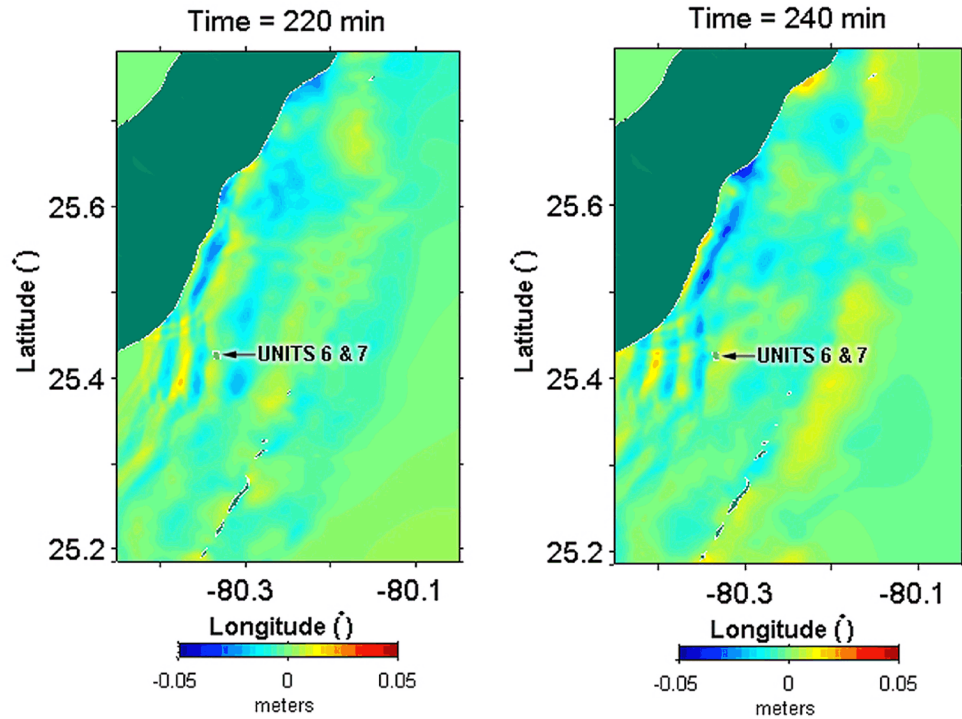 Time = 220 min
Time = 240 min
25.6
25.4
25.2
Latitude (°)
UNITS 6 & 7
-80.3
-80.1
Longitude (°)
-0.05
0
0.05
meters
25.6
25.4
25.2
Latitude (°)
UNITS 6 & 7
-80.3
-80.1
Longitude (°)
-0.05
0
0.05
meters